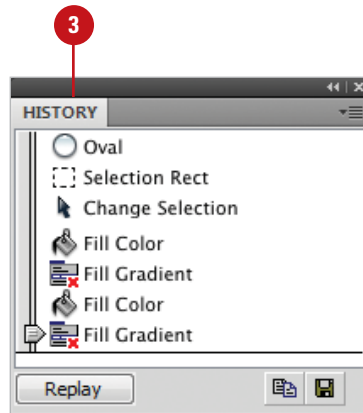 3
HISTORY
Oval
Selection Rect
Change Selection
Fill Color
Fill Gradient
Fill Color
Fill Gradient
Replay